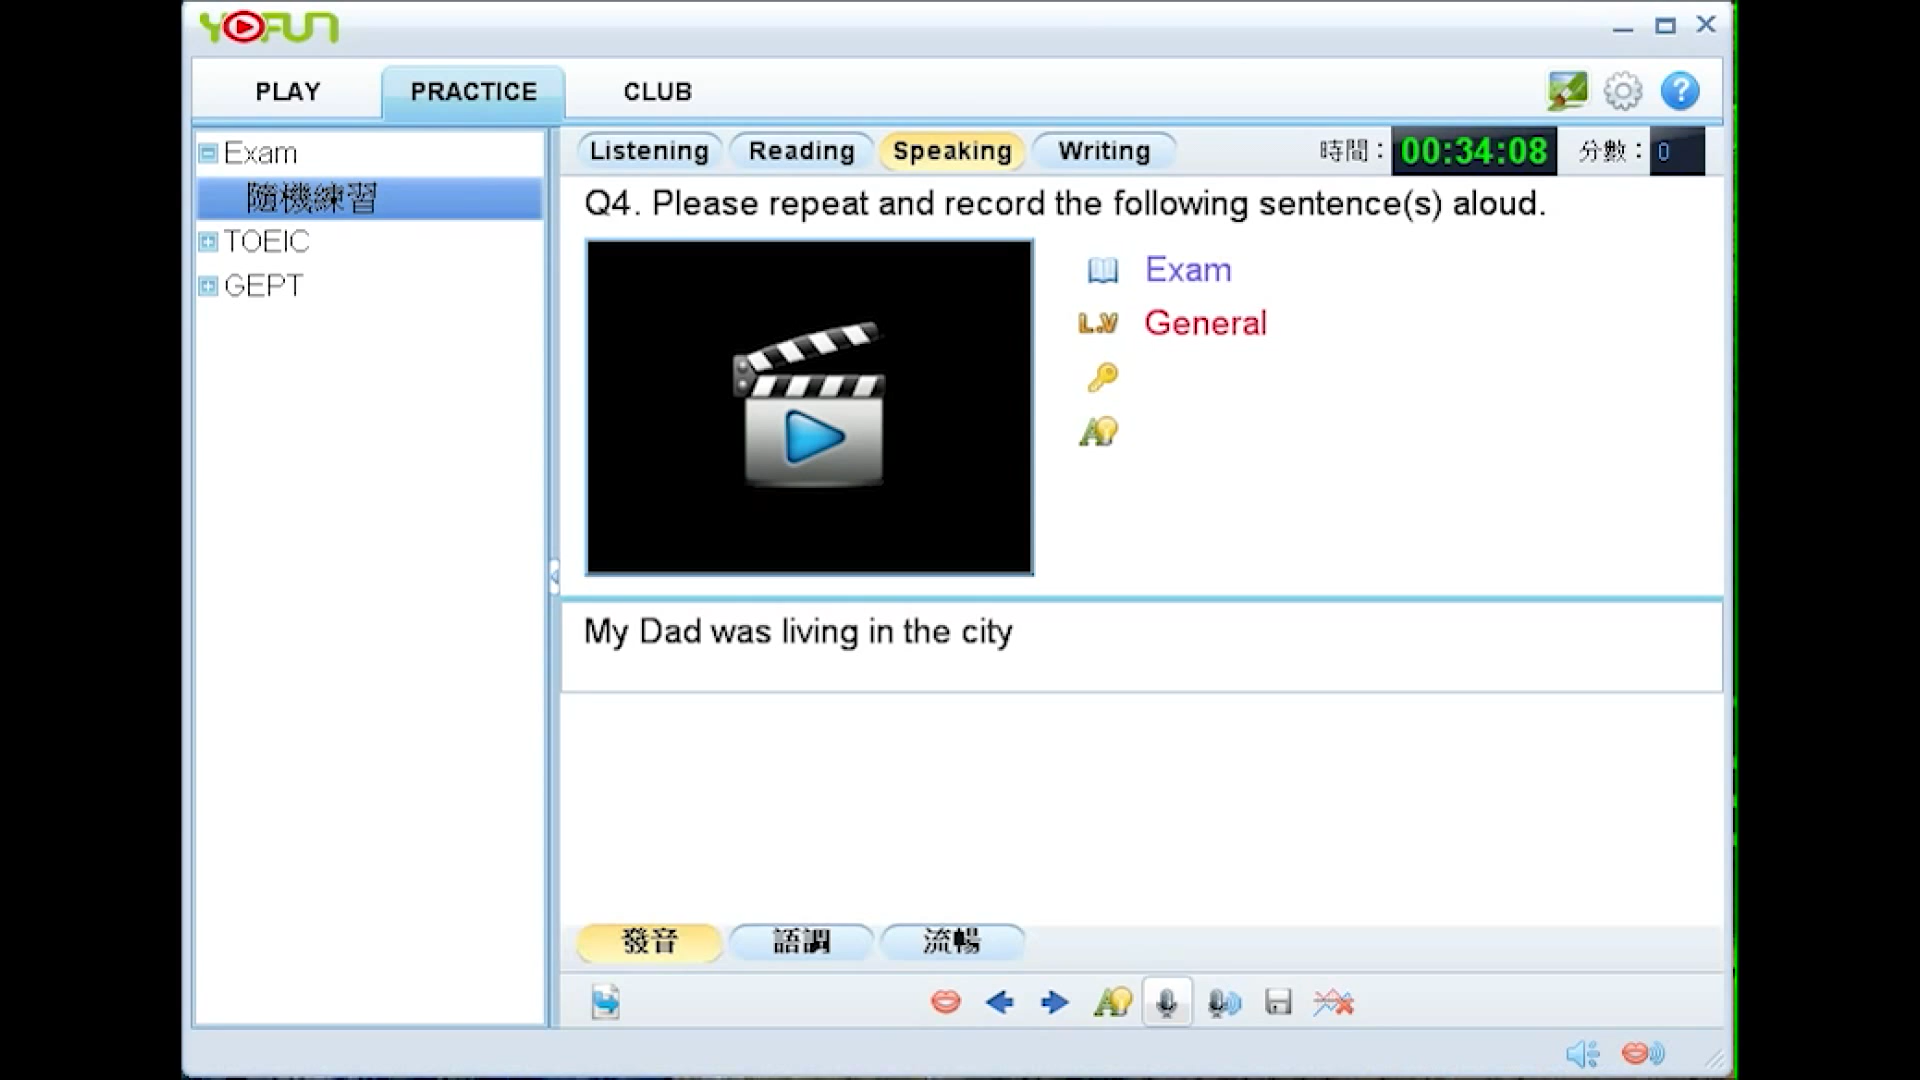 YOFUN
PLAY PRACTICE CLUB
Exam
隨機練習
TOEIC
GEPT
Listening Reading Speaking Writing 時間： 00:34:08 分數： 0
Q4. Please repeat and record the following sentence(s) aloud.
Exam
L.V General
My Dad was living in the city
發音 語調 流暢